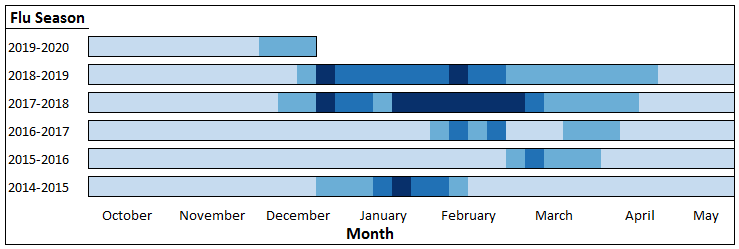 Flu Season
2019-2020
2018-2019
2017-2018
2016-2017
2015-2016
2014-2015
October November December January February March April May
Month